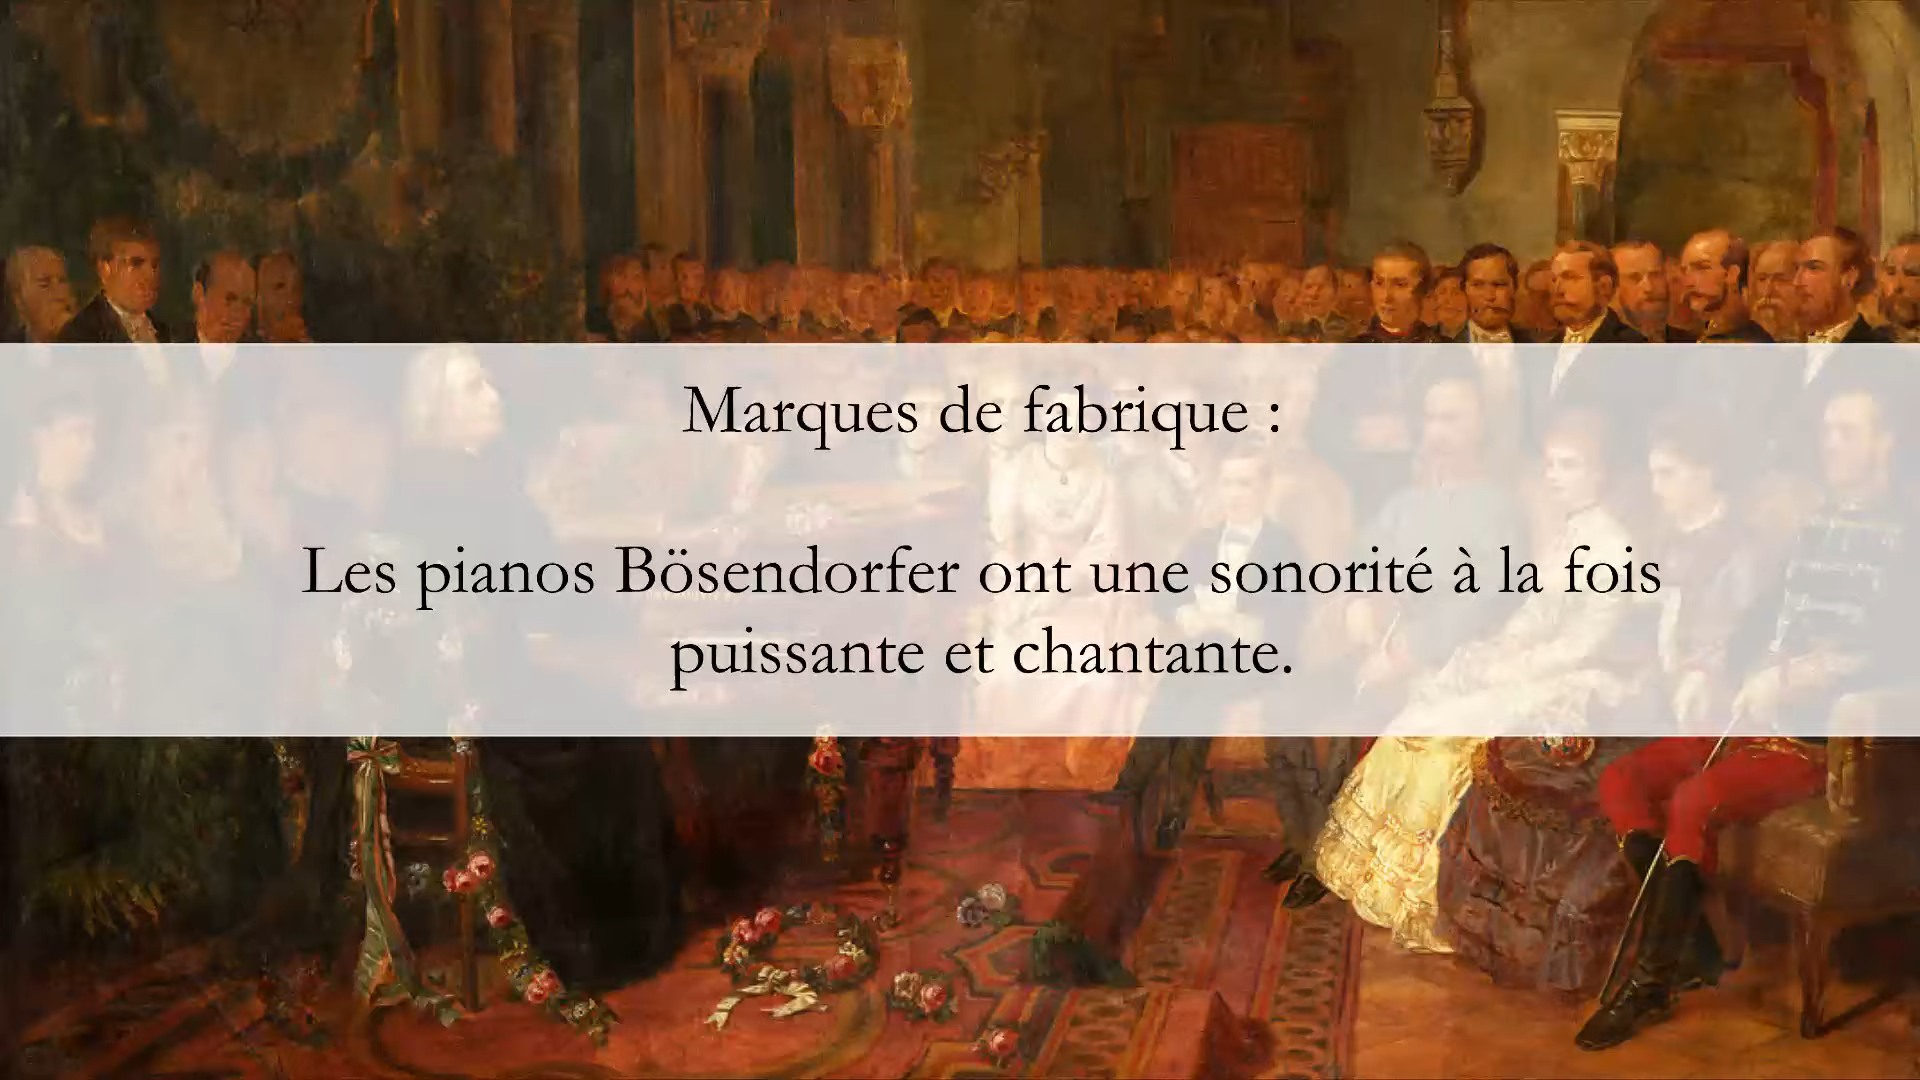 Marques de fabrique :
Les pianos Bösendorfer ont une sonorité à la fois
puissante et chantante.